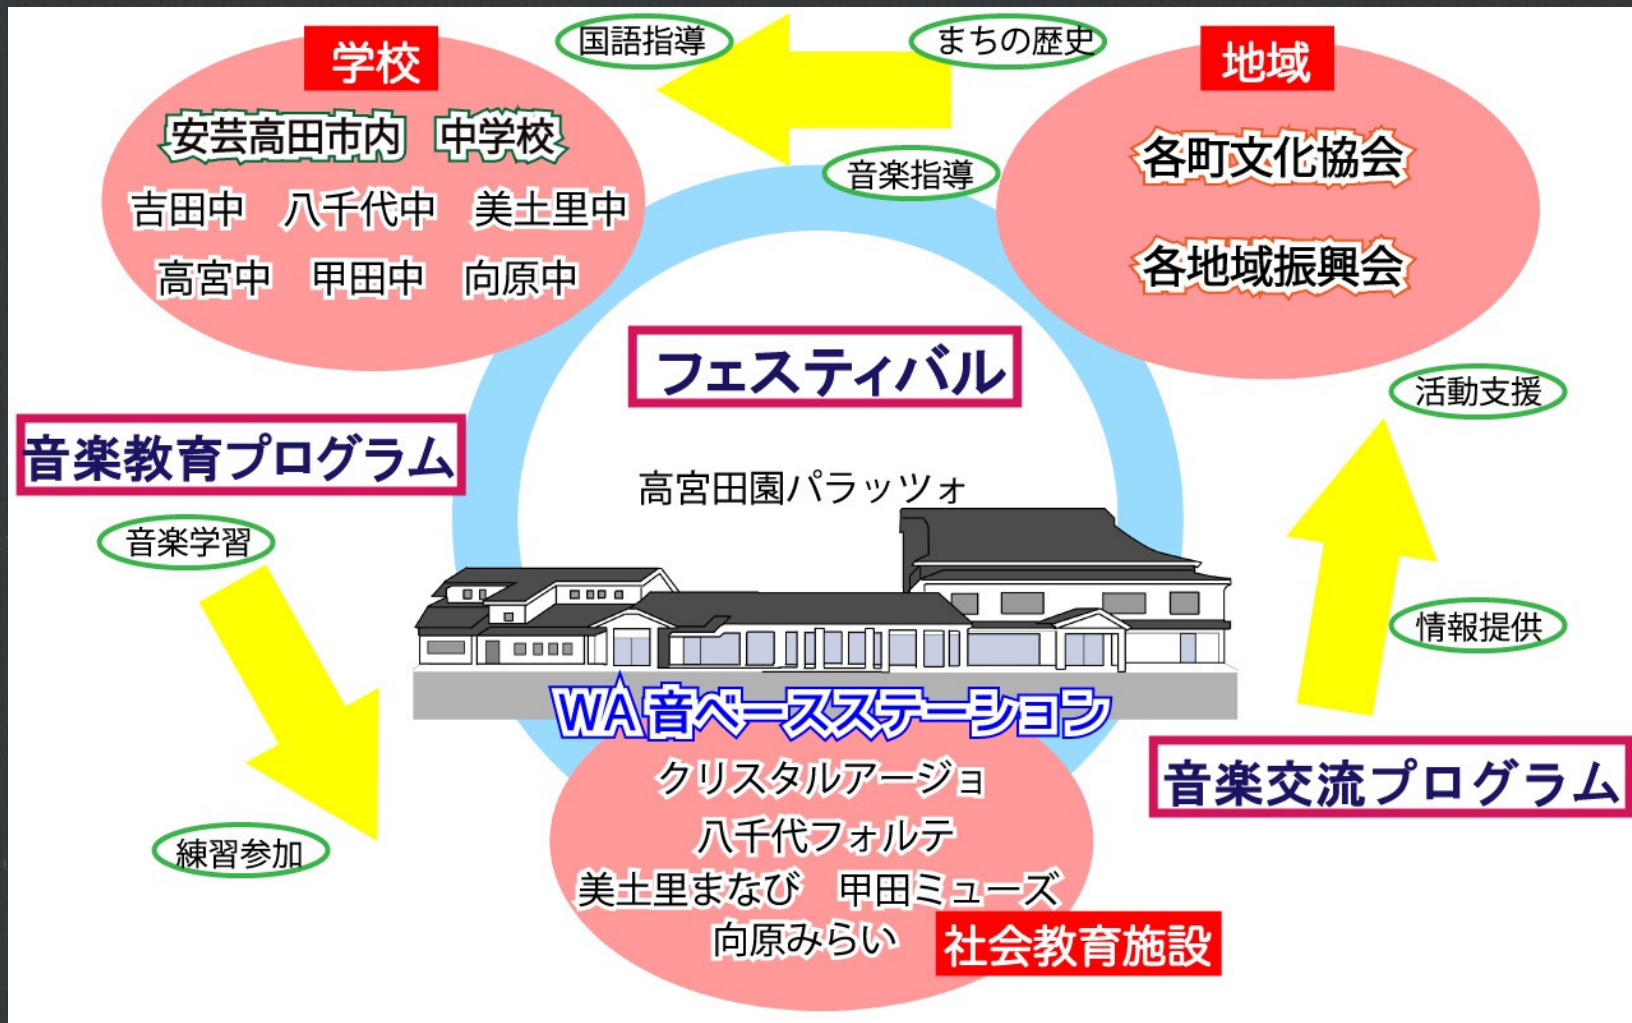 学校
安芸高田市内 中学校
吉田中 八千代中 美土里中
高宮中 甲田中 向原中
国語指導
まちの歴史
音楽指導
地域
各町文化協会
各地域振興会
フェスティバル
音楽教育プログラム
活動支援
高宮田園パラッツォ
音楽学習
情報提供
WA音ベースステーション
クリスタルアージョ
八千代フォルテ
美土里まなび 甲田ミューズ
向原みらい
社会教育施設
音楽交流プログラム
練習参加